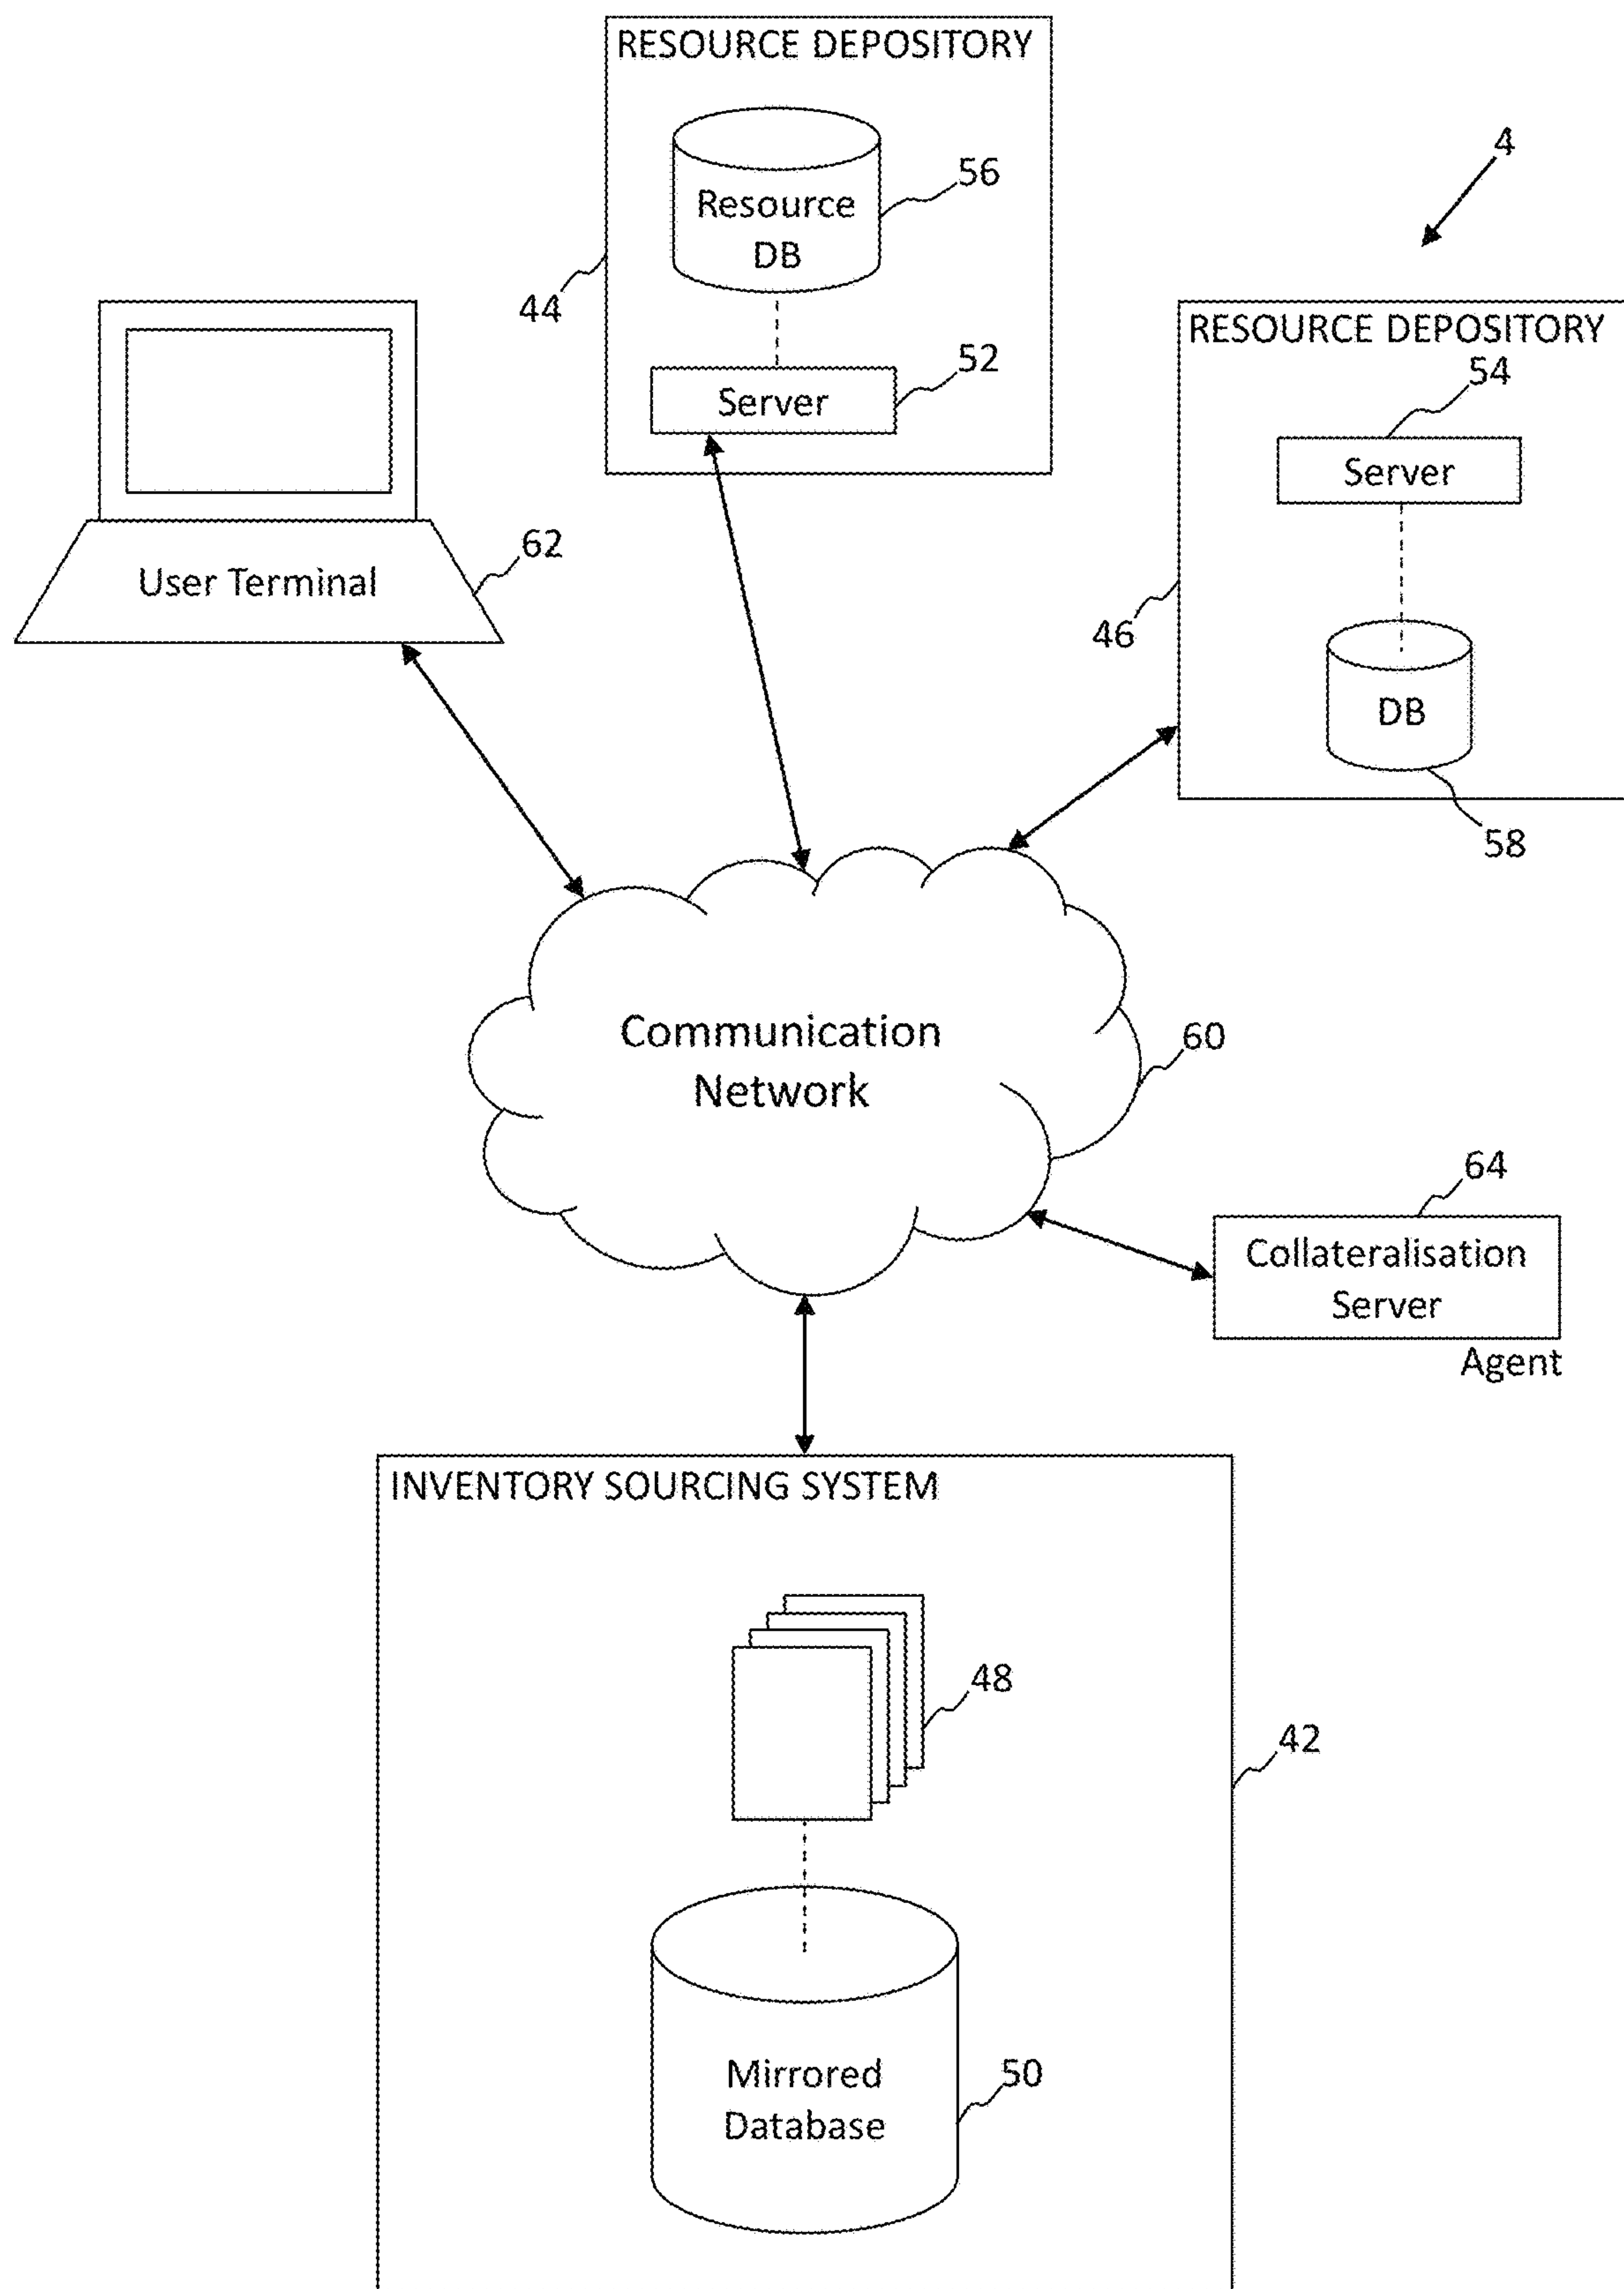 RESOURCE DEPOSITORY
4
56
Resource
DB
44
RESOURCE DEPOSITORY
52
54
Server
Server
62
User Terminal
46
DB
58
Communication
Network
60
64
Collateralisation
Server
Agent
INVENTORY SOURCING SYSTEM
48
42
50
Mirrored
Database